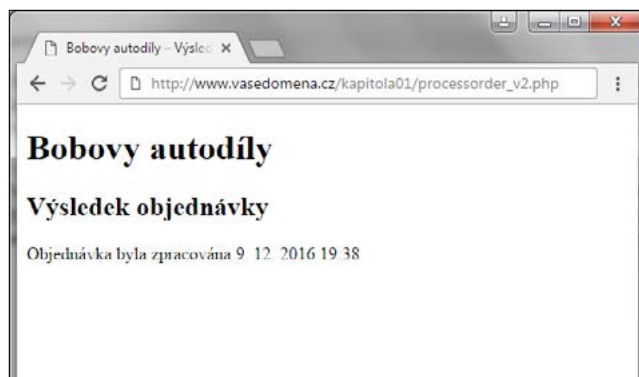 Bobovy autodíly – Výsled
http://www.vasedomena.cz/kapitola01/processorder_v2.php
Bobovy autodíly
Výsledek objednávky
Objednávka byla zpracována 9. 12. 2016 19:38